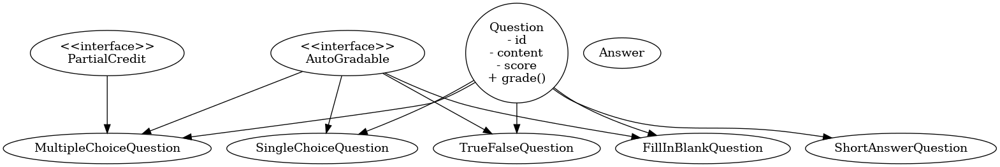 <<interface>>
PartialCredit
<<interface>>
AutoGradable
Question
- id
- content
- score
+ grade()
Answer
MultipleChoiceQuestion
SingleChoiceQuestion
TrueFalseQuestion
FillInBlankQuestion
ShortAnswerQuestion